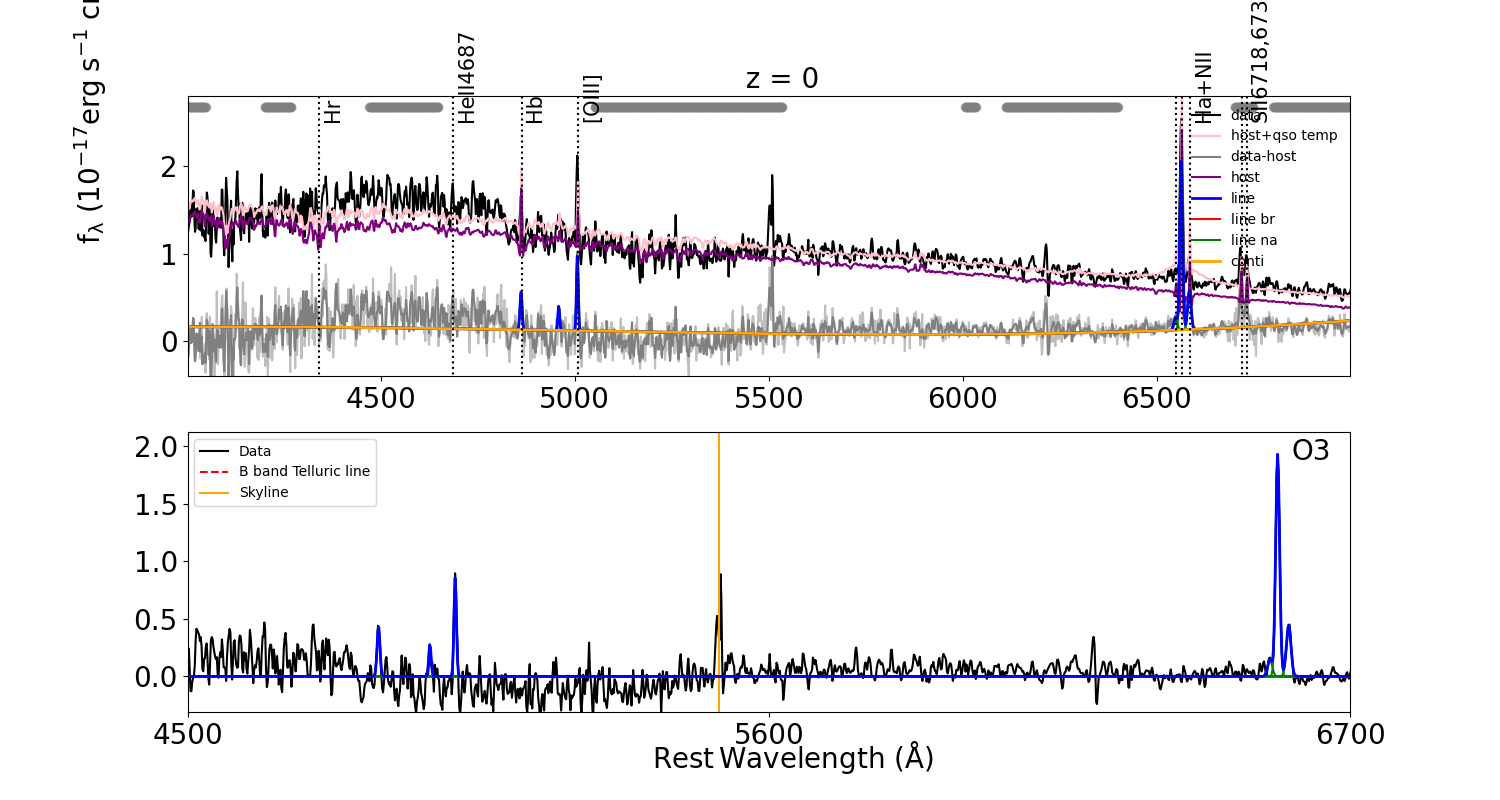 z = 0
f_λ (10^−17 erg s^−1
Hr
HeII4687
Hb
[OIII]
Ha+NII
SII6718,673
data
host+qso temp
data-host
host
line
line br
line na
conti
2
1
0
4500 5000 5500 6000 6500
Data
B band Telluric line
Skyline
O3
2.0
1.5
1.0
0.5
0.0
4500 5600 6700
Rest Wavelength (Å)